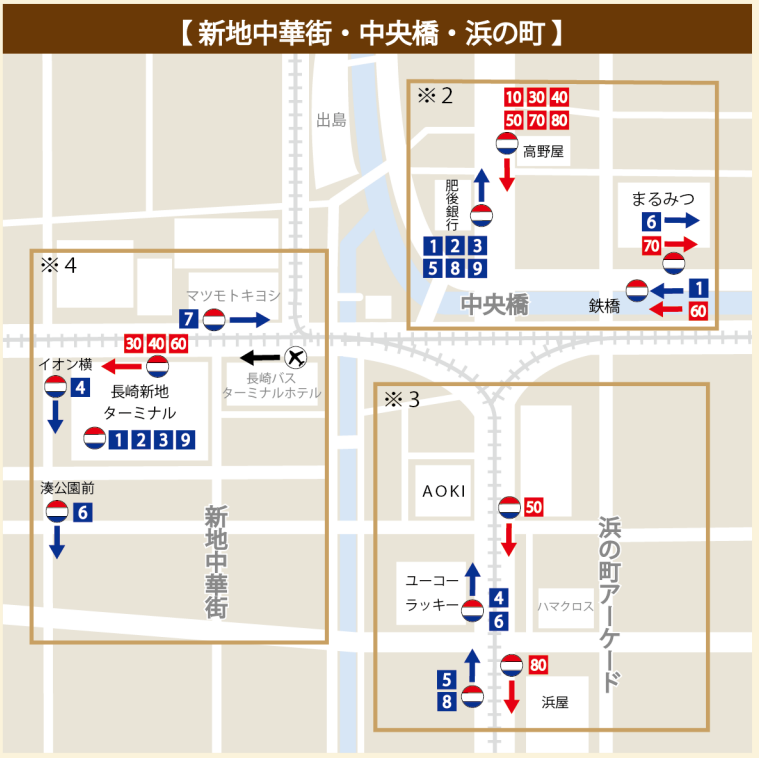 【 新地中華街・中央橋・浜の町 】
※2
10 30 40
50 70 80
高野屋
肥後銀行
1 2 3
5 8 9
まるみつ
6
70
1
60
鉄橋
中央橋
出島
※4
マツモトキヨシ
7
30 40 60
イオン横
4
長崎新地
ターミナル
1 2 3 9
長崎バス
ターミナルホテル
湊公園前
6
新地中華街
※3
AOKI
50
浜の町アーケード
ユーコー
ラッキー
4
6
ハマクロス
5
8
80
浜屋